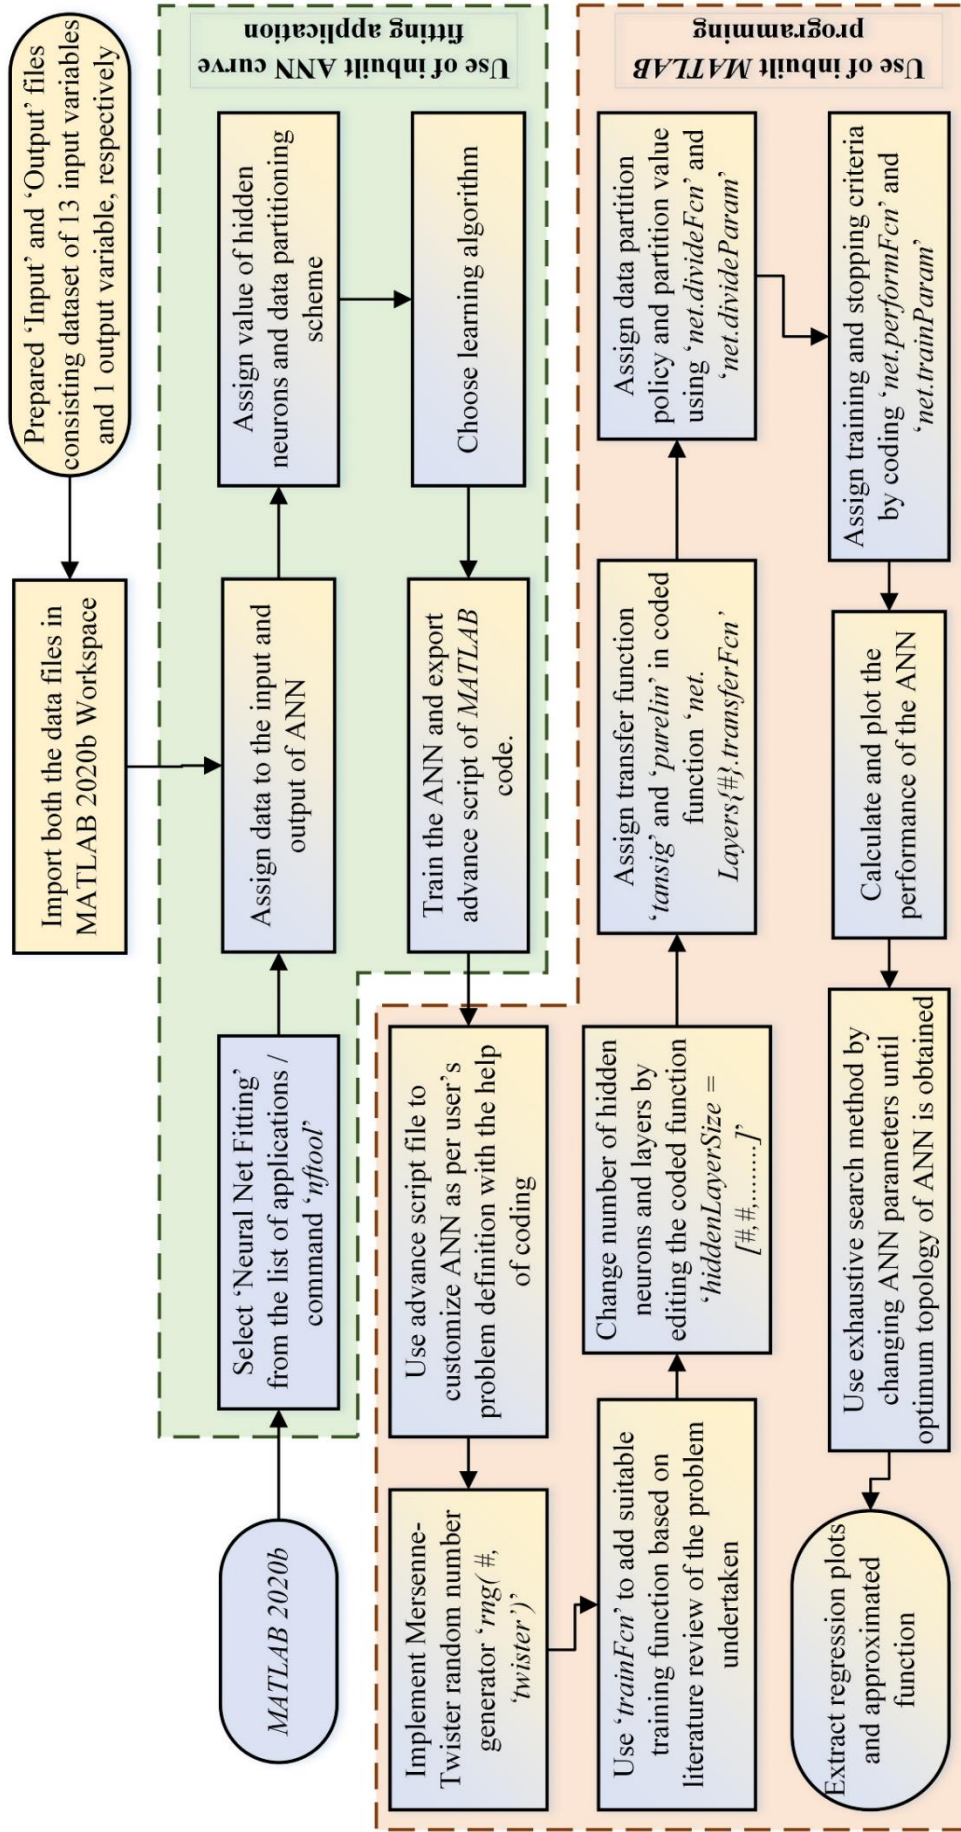 Prepared ‘Input’ and ‘Output’ files
consisting dataset of 13 input variables
and 1 output variable, respectively
Import both the data files in
MATLAB 2020b Workspace
MATLAB 2020b
Select ‘Neural Net Fitting’
from the list of applications /
command ‘nftool’
Assign data to the input and
output of ANN
Assign value of hidden
neurons and data partitioning
scheme
Choose learning algorithm
Train the ANN and export
advance script of MATLAB
code.
Use of inbuilt ANN curve
fitting application
Use advance script file to
customize ANN as per user’s
problem definition with the help
of coding
Implement Mersenne-
Twister random number
generator ‘rng( #,
‘twister’)’
Use ‘trainFcn’ to add suitable
training function based on
literature review of the problem
undertaken
Change number of hidden
neurons and layers by
editing the coded function
‘hiddenLayerSize =
[#,#,........]’
Assign transfer function
‘tansig’ and ‘purelin’ in coded
function ‘net.
Layers{#}.transferFcn’
Assign data partition
policy and partition value
using ‘net.divideFcn’ and
‘net.divideParam’
Assign training and stopping criteria
by coding ‘net.performFcn’ and
‘net.trainParam’
Calculate and plot the
performance of the ANN
Use exhaustive search method by
changing ANN parameters until
optimum topology of ANN is obtained
Extract regression plots
and approximated
function
Use of inbuilt MATLAB
programming